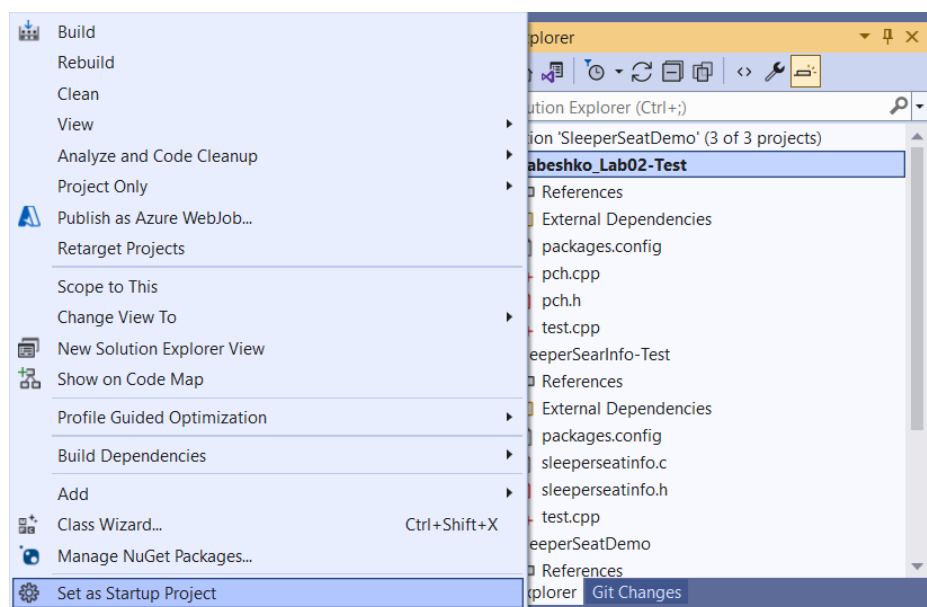 Build
Rebuild
Clean
View
Analyze and Code Cleanup
Project Only
Publish as Azure WebJob...
Retarget Projects
Scope to This
Change View To
New Solution Explorer View
Show on Code Map
Profile Guided Optimization
Build Dependencies
Add
Class Wizard... Ctrl+Shift+X
Manage NuGet Packages...
Set as Startup Project
plorer
ution Explorer (Ctrl+;)
ion 'SleeperSeatDemo' (3 of 3 projects)
abeshko_Lab02-Test
References
External Dependencies
packages.config
pch.cpp
pch.h
test.cpp
eeperSearInfo-Test
References
External Dependencies
packages.config
sleeperseatinfo.c
sleeperseatinfo.h
test.cpp
eeperSeatDemo
References
xplorer Git Changes